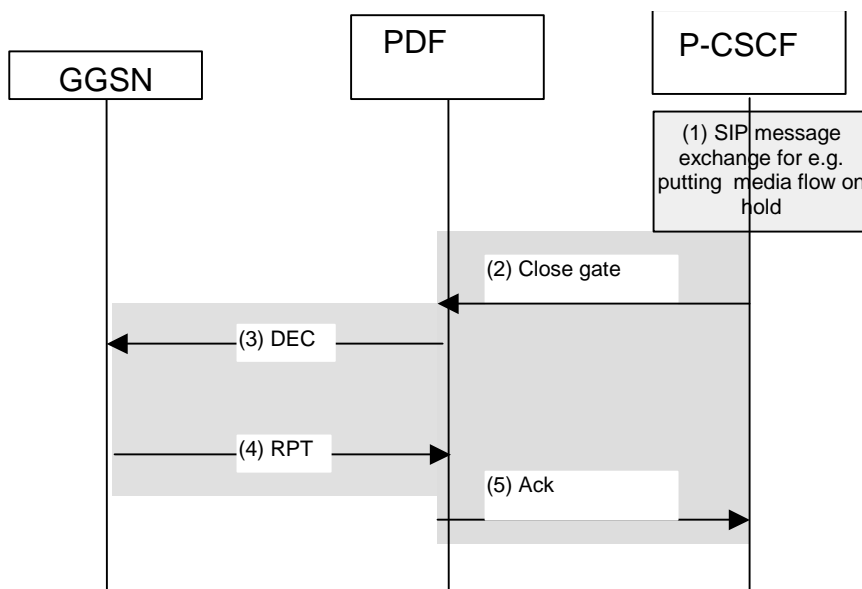 PDF
P-CSCF
GGSN
(1) SIP message
exchange for e.g.
putting media flow on
hold
(2) Close gate
(3) DEC
(4) RPT
(5) Ack